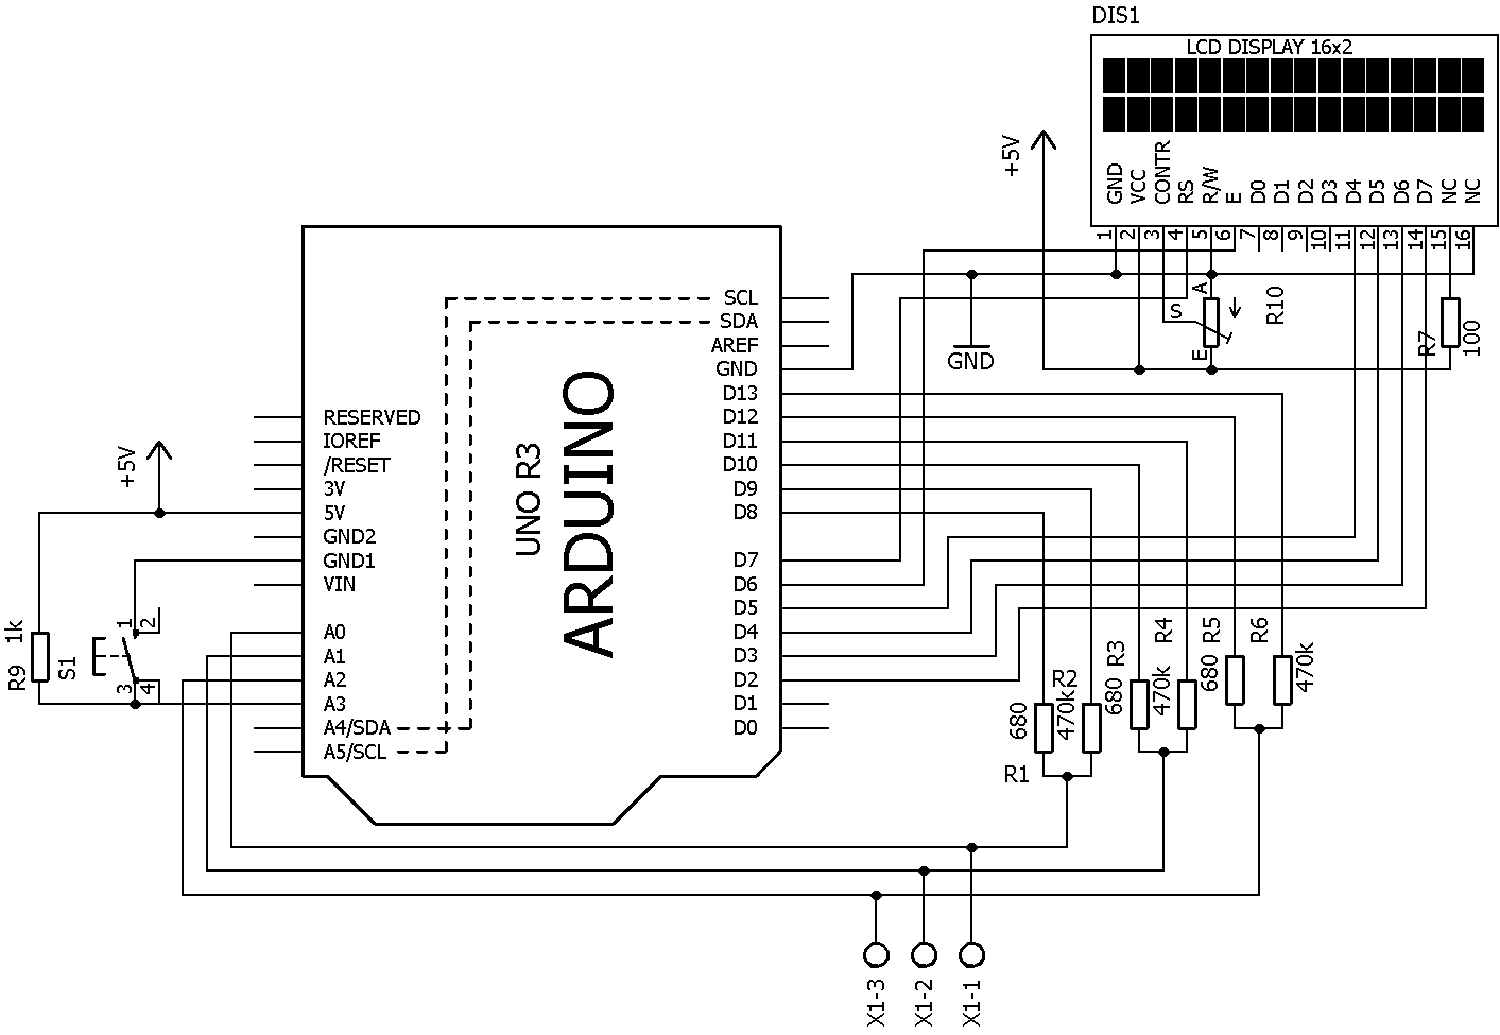 DIS1
LCD DISPLAY 16x2
GND VCC CONTR RS R/W E D0 D1 D2 D3 D4 D5 D6 D7 NC NC
1 2 3 4 5 6 7 8 9 10 11 12 13 14 15 16
+5V
A
S
E
R10
R7
100
GND
SCL
SDA
AREF
GND
D13
D12
D11
D10
D9
D8
D7
D6
D5
D4
D3
D2
D1
D0
UNO R3
ARDUINO
RESERVED
IOREF
/RESET
3V
5V
GND2
GND1
VIN
A0
A1
A2
A3
A4/SDA
A5/SCL
+5V
1k
R9
S1
1 2
3 4
680
R1
R2
470k
R3
680
R4
470k
R5
680
R6
470k
X1-3
X1-2
X1-1